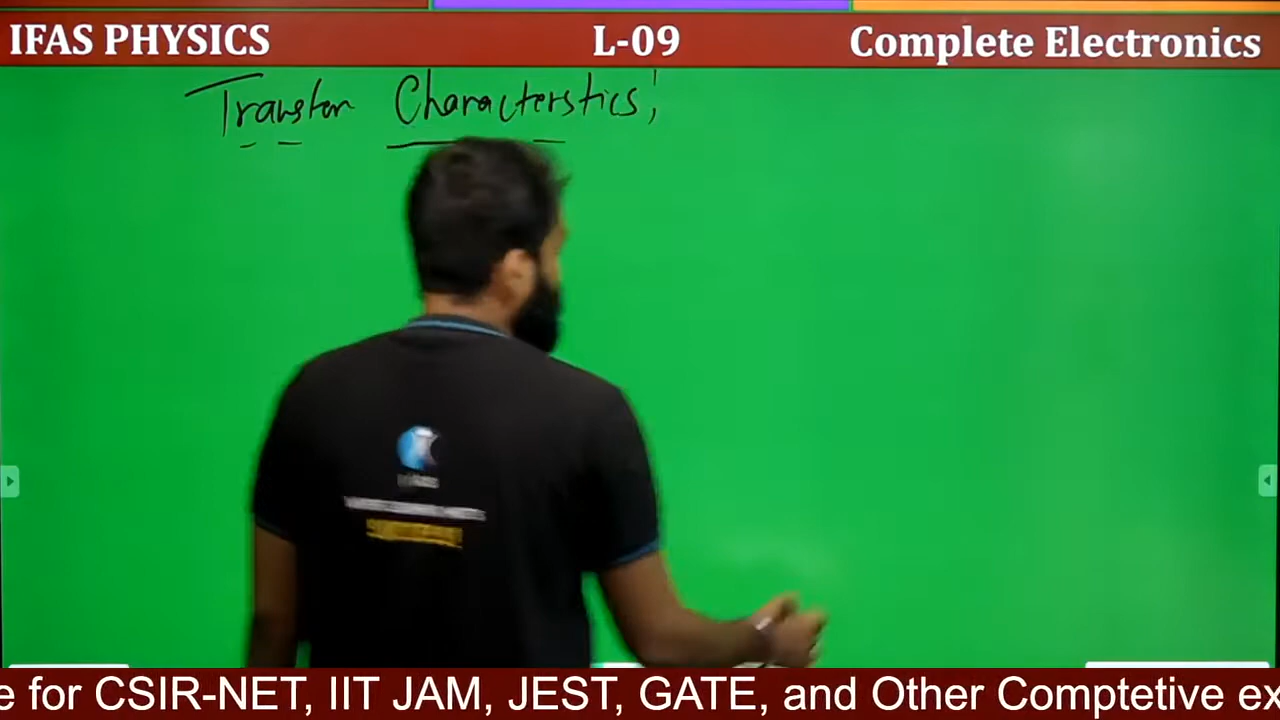 IFAS PHYSICS L-09 Complete Electronics
Transfer Characterstics;
e for CSIR-NET, IIT JAM, JEST, GATE, and Other Comptetive ex